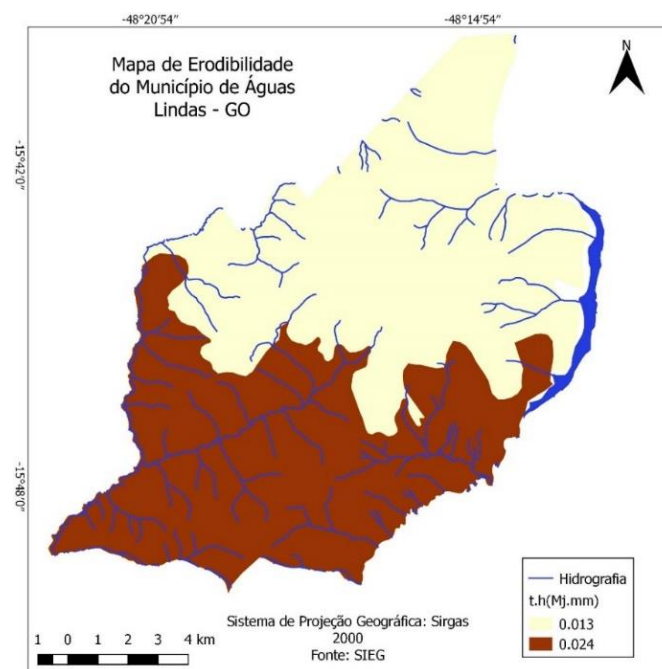 -48°20'54"
-48°14'54"
Mapa de Erodibilidade
do Município de Águas
Lindas - GO
N
-15°42'0"
-15°48'0"
Hidrografia
t.h(Mj.mm)
0.013
0.024
Sistema de Projeção Geográfica: Sirgas
2000
Fonte: SIEG
1 0 1 2 3 4 km